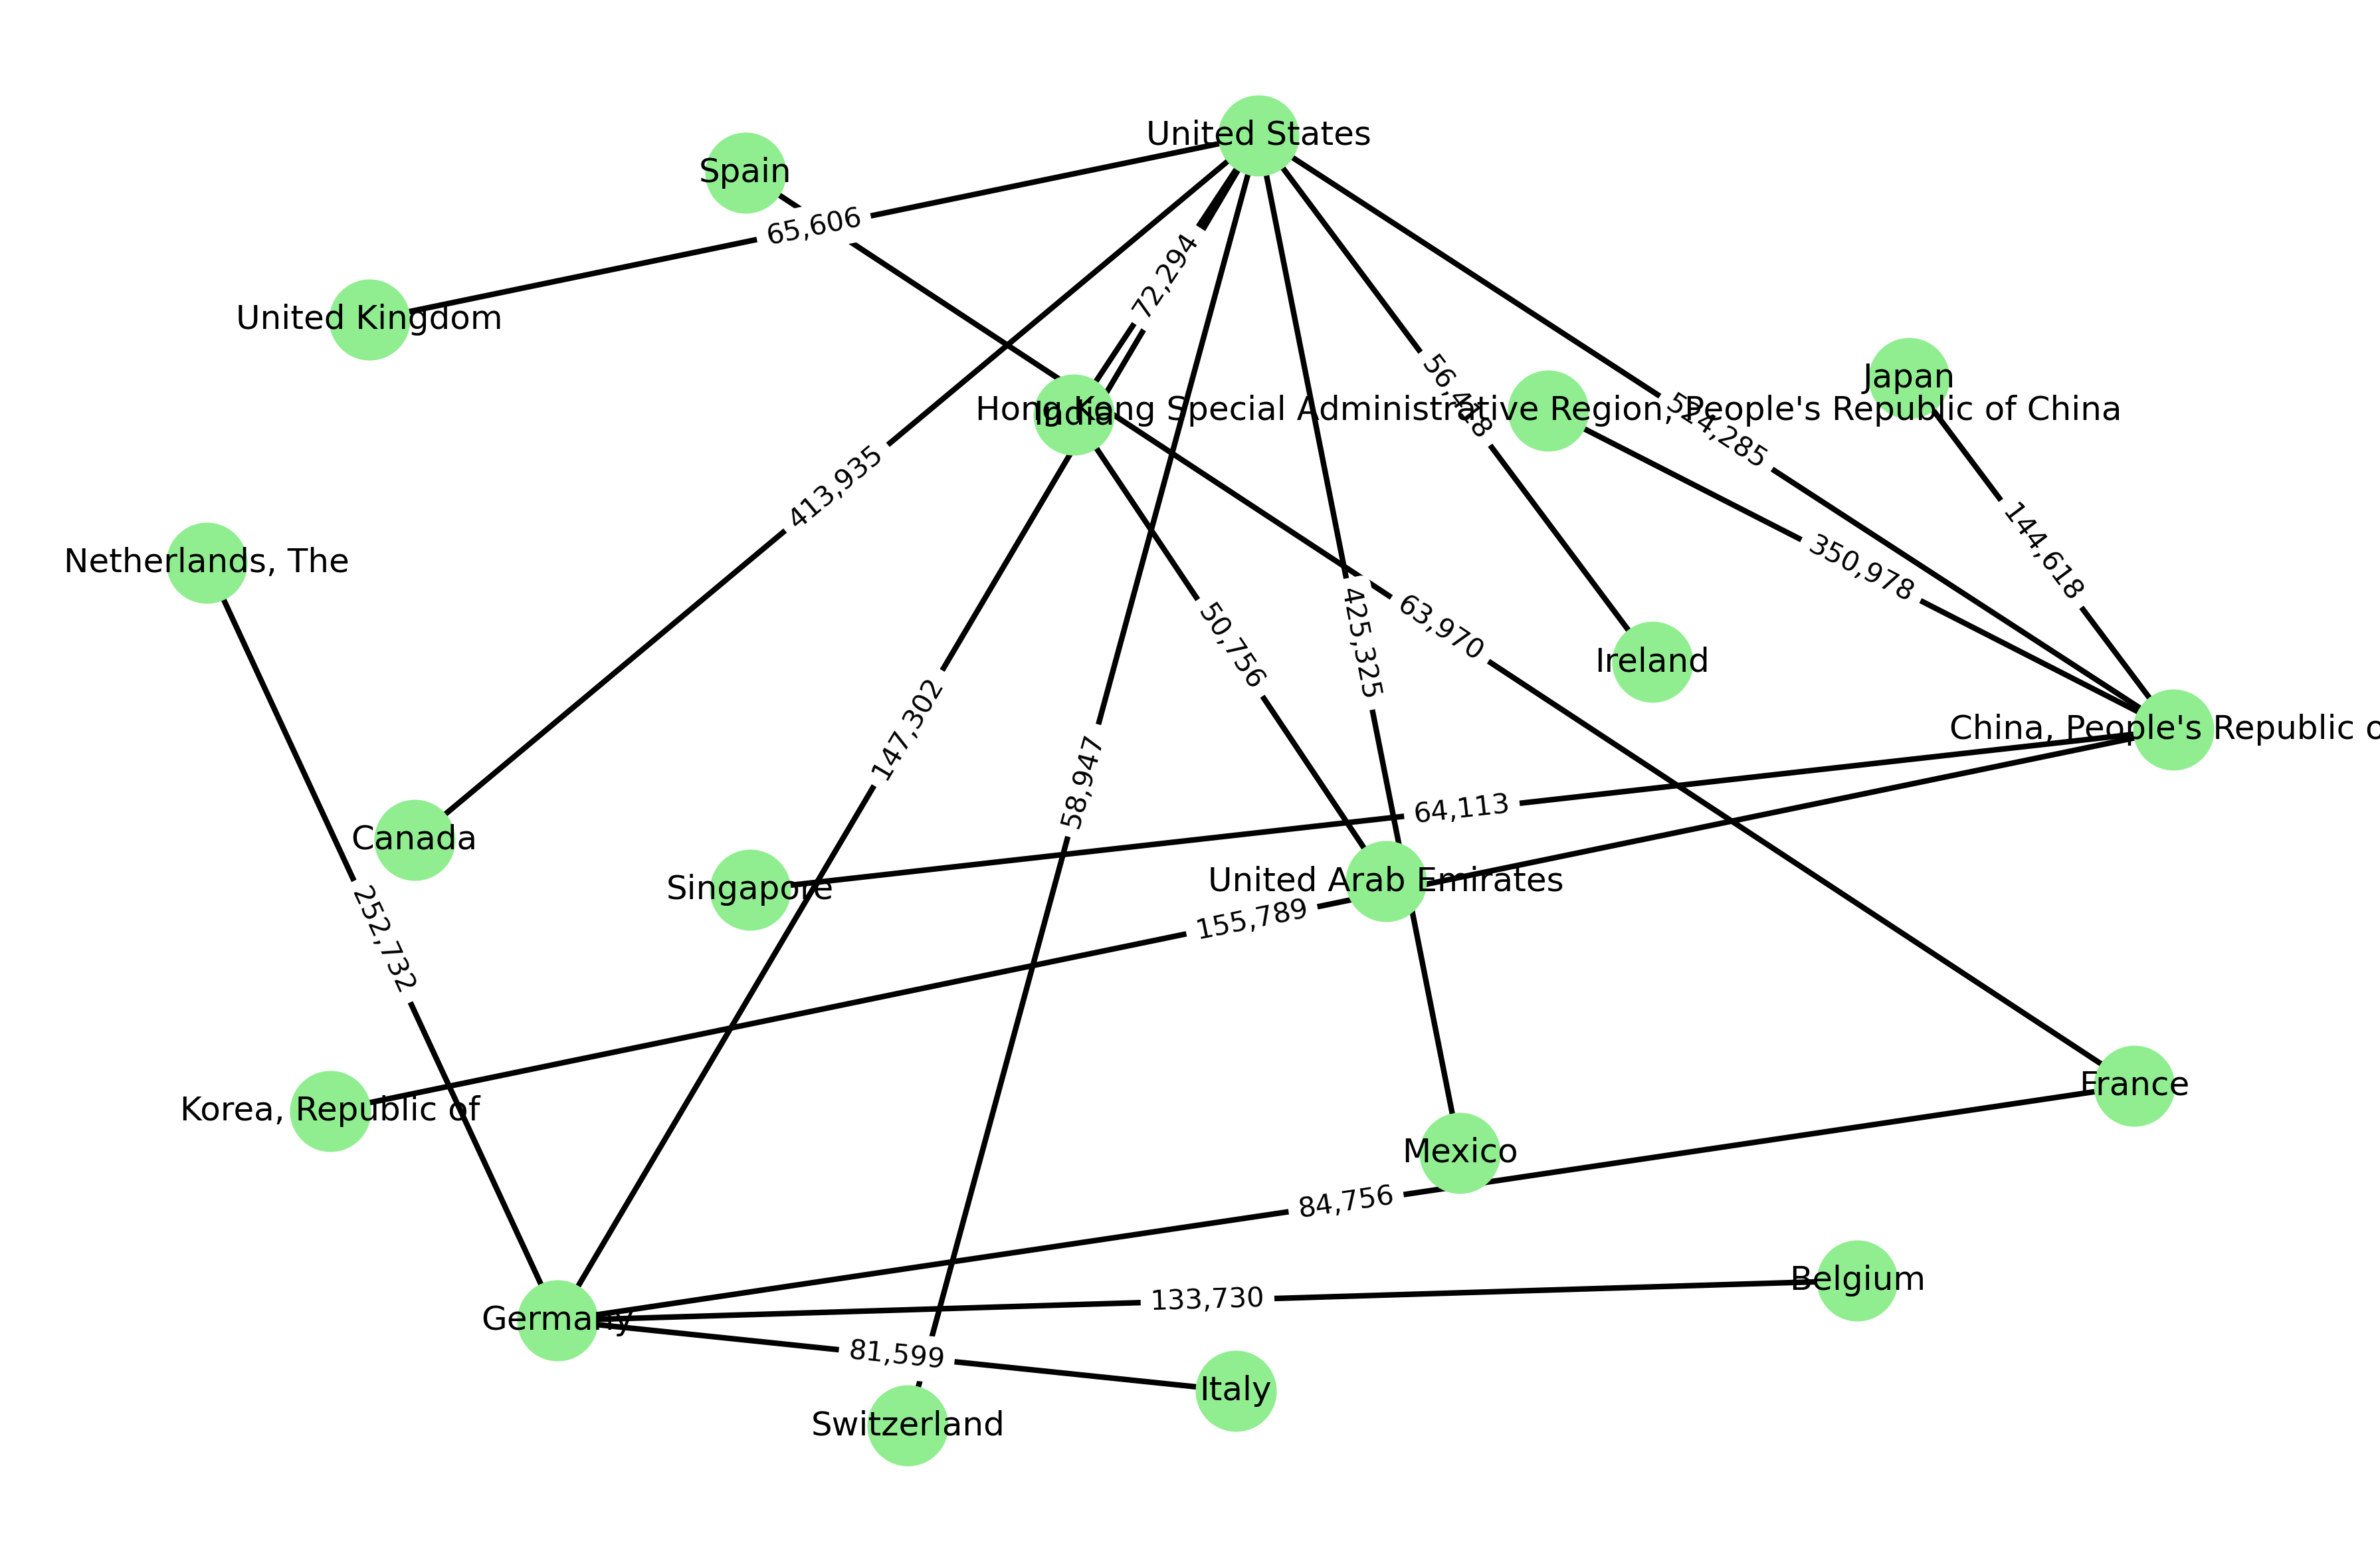 United States
Spain
65,606
72,294
United Kingdom
56,418
Japan
Hong Kong Special Administrative Region, People's Republic of China
India
514,285
413,935
Netherlands, The
144,618
350,978
50,756
425,325
63,970
Ireland
147,302
China, People's Republic o
58,947
64,113
Canada
Singapore
United Arab Emirates
155,789
252,732
France
Korea, Republic of
Mexico
84,756
Belgium
133,730
Germany
81,599
Italy
Switzerland